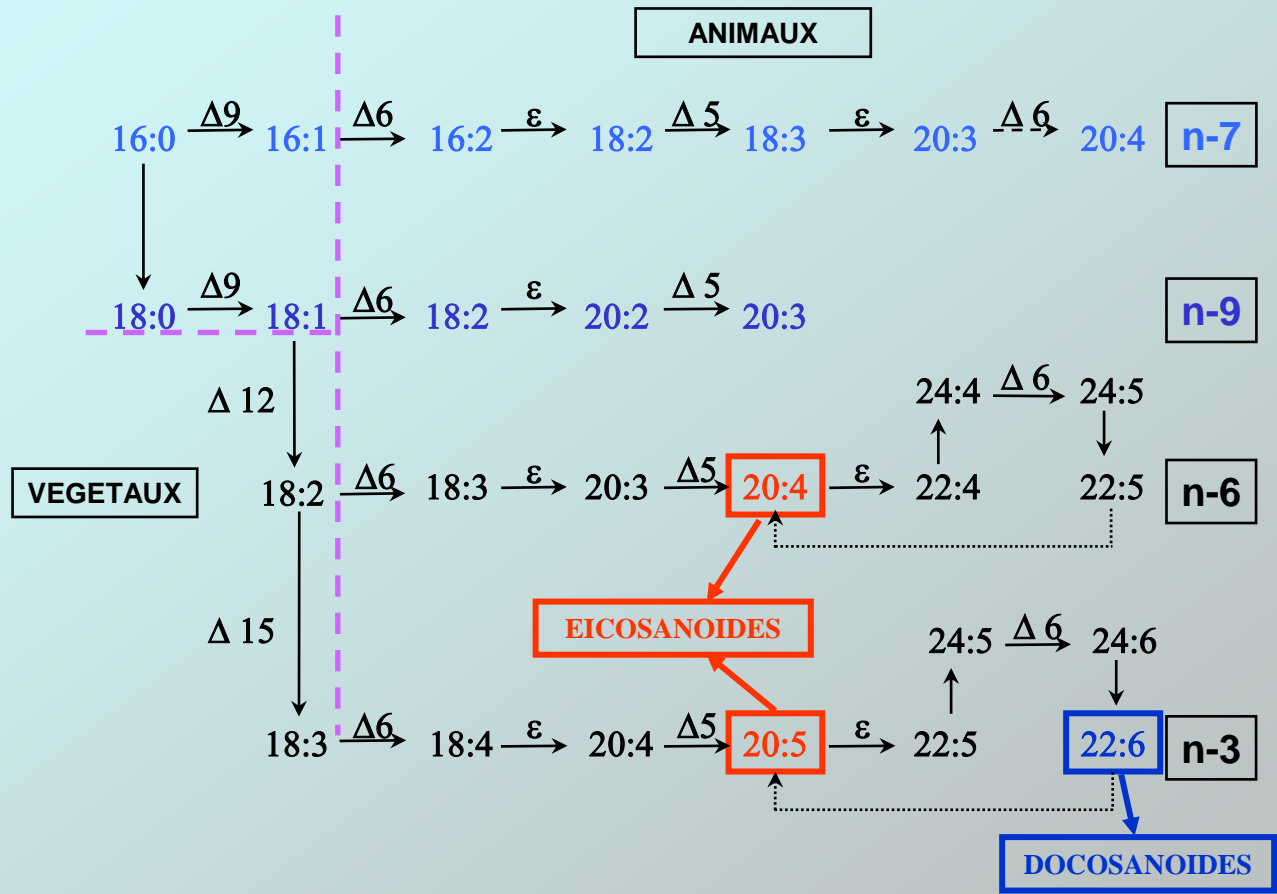 ANIMAUX
Δ9 Δ6 ε Δ 5 ε Δ 6
16:0 16:1 16:2 18:2 18:3 20:3 20:4 n-7
Δ9 Δ6 ε Δ 5
18:0 18:1 18:2 20:2 20:3 n-9
Δ 12
24:4 Δ 6 24:5
Δ6 ε Δ5 ε
VEGETAUX 18:2 18:3 20:3 20:4 22:4 22:5 n-6
Δ 15
EICOSANOIDES
24:5 Δ 6 24:6
Δ6 ε Δ5 ε
18:3 18:4 20:4 20:5 22:5 22:6 n-3
DOCOSANOIDES